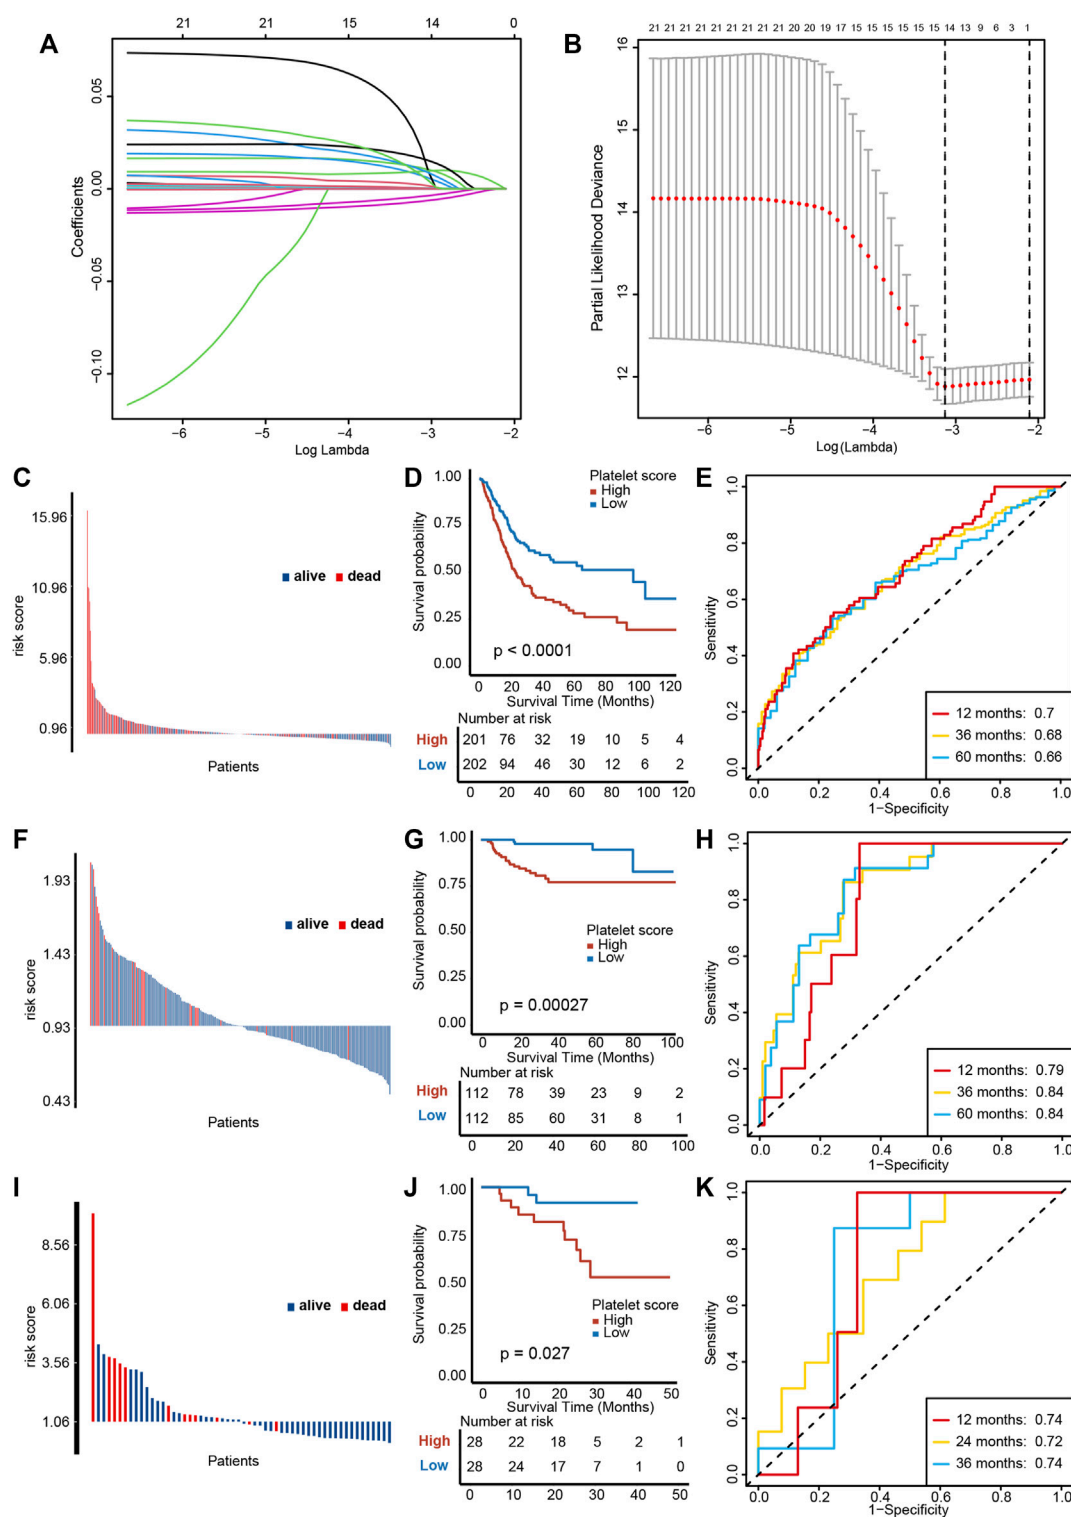 A
21 21 15 14 0
0.05
0.00
−0.05
−0.10
Coefficients
−6 −5 −4 −3 −2
Log Lambda
B
21 21 21 21 21 21 21 21 21 20 20 19 17 15 15 15 15 15 15 14 13 9 6 3 1
16
15
14
13
12
Partial Likelihood Deviance
−6 −5 −4 −3 −2
Log(Lambda)
C
15.96
10.96
5.96
0.96
risk score
alive dead
Patients
D
1.00
0.75
0.50
0.25
0.00
Survival probability
Platelet score
High
Low
p < 0.0001
0 20 40 60 80 100 120
Survival Time (Months)
Number at risk
High 201 76 32 19 10 5 4
Low 202 94 46 30 12 6 2
0 20 40 60 80 100 120
E
1.0
0.8
0.6
0.4
0.2
0.0
Sensitivity
12 months: 0.7
36 months: 0.68
60 months: 0.66
0.0 0.2 0.4 0.6 0.8 1.0
1−Specificity
F
1.93
1.43
0.93
0.43
risk score
alive dead
Patients
G
1.00
0.75
0.50
0.25
0.00
Survival probability
Platelet score
High
Low
p = 0.00027
0 20 40 60 80 100
Survival Time (Months)
Number at risk
High 112 78 39 23 9 2
Low 112 85 60 31 8 1
0 20 40 60 80 100
H
1.0
0.8
0.6
0.4
0.2
0.0
Sensitivity
12 months: 0.79
36 months: 0.84
60 months: 0.84
0.0 0.2 0.4 0.6 0.8 1.0
1−Specificity
I
8.56
6.06
3.56
1.06
risk score
alive dead
Patients
J
1.00
0.75
0.50
0.25
0.00
Survival probability
Platelet score
High
Low
p = 0.027
0 10 20 30 40 50
Survival Time (Months)
Number at risk
High 28 22 18 5 2 1
Low 28 24 17 7 1 0
0 10 20 30 40 50
K
1.0
0.8
0.6
0.4
0.2
0.0
Sensitivity
12 months: 0.74
24 months: 0.72
36 months: 0.74
0.0 0.2 0.4 0.6 0.8 1.0
1−Specificity